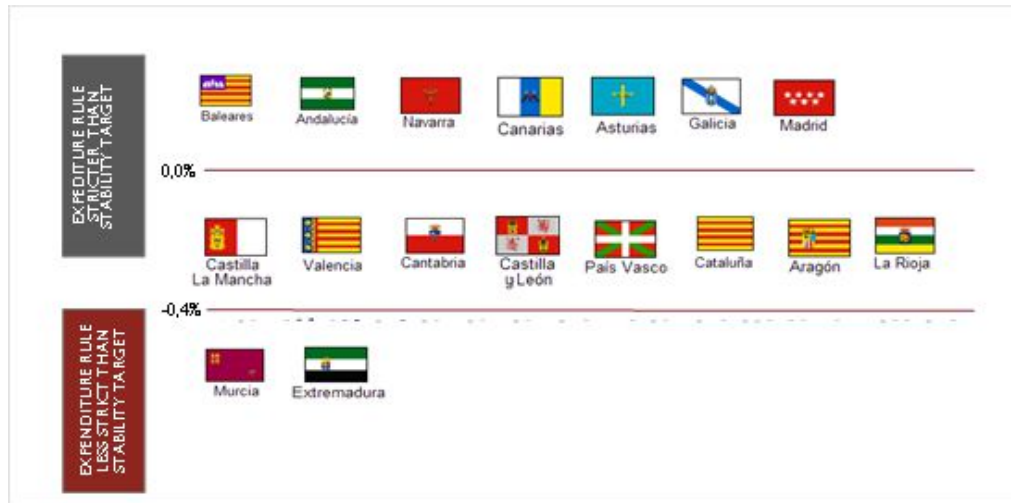 EXPEDITURE RULE
STRICTER THAN
STABILITY TARGET
Baleares
Andalucía
Navarra
Canarias
Asturias
Galicia
Madrid
0,0%
Castilla
La Mancha
Valencia
Cantabria
Castilla
y León
País Vasco
Cataluña
Aragón
La Rioja
-0,4%
EXPENDITURE RULE
LESS STRICT THAN
STABILITY TARGET
Murcia
Extremadura